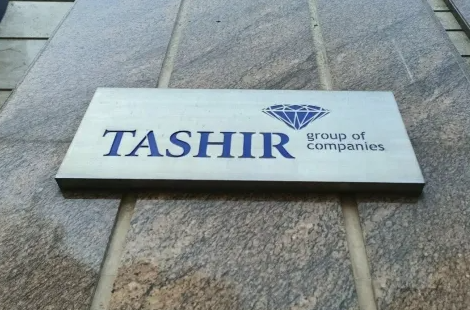 TASHIR
group of
companies